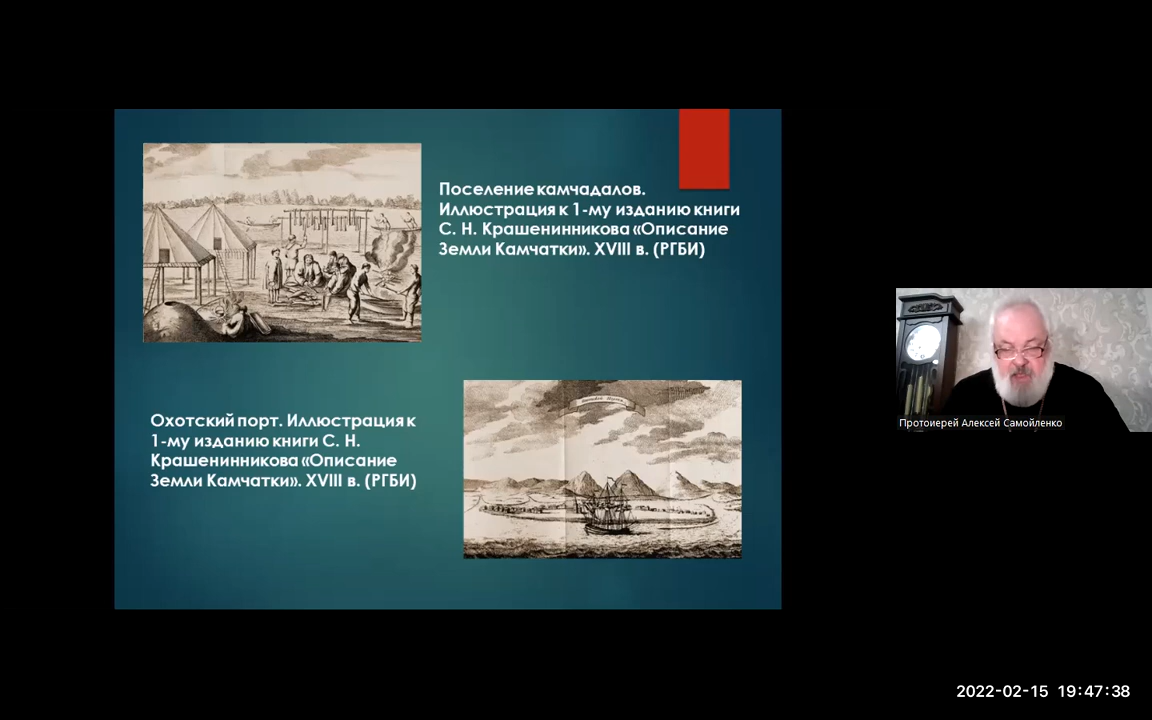 Поселение камчадалов.
Иллюстрация к 1-му изданию книги
С. Н. Крашенинникова «Описание
Земли Камчатки». XVIII в. (РГБИ)
Охотский порт. Иллюстрация к
1-му изданию книги С. Н.
Крашенинникова «Описание
Земли Камчатки». XVIII в. (РГБИ)
Протоиерей Алексей Самойленко
2022-02-15 19:47:38